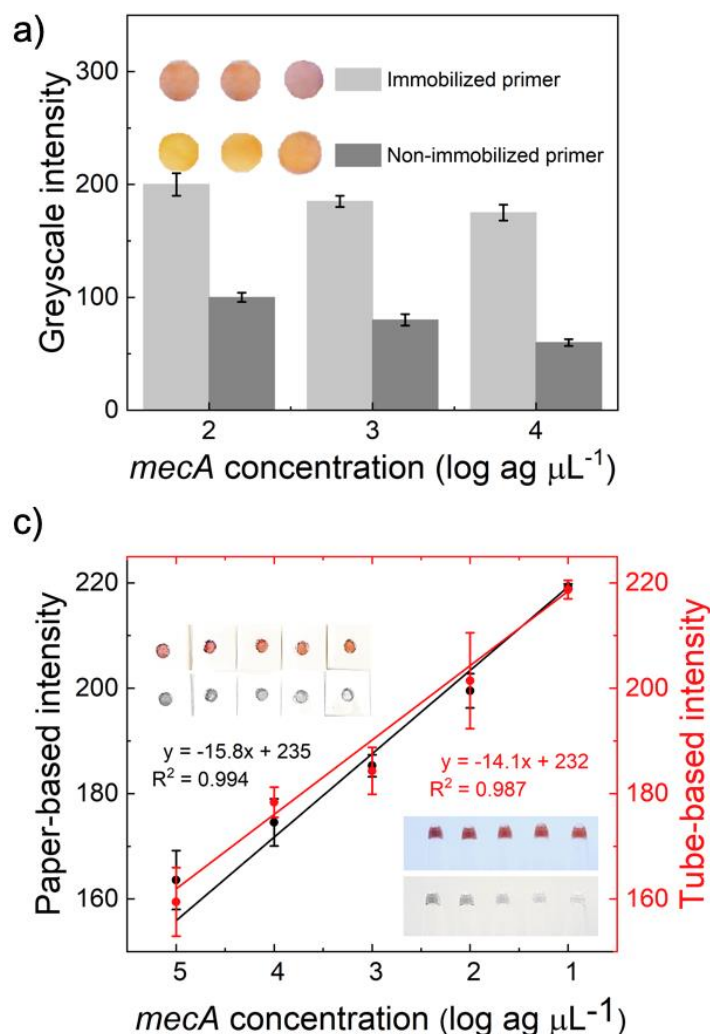 a)
300
200
100
0
Greyscale intensity
Immobilized primer
Non-immobilized primer
2 3 4
mecA concentration (log ag μL-1)
c)
220
200
180
160
Paper-based intensity
y = -15.8x + 235
R2 = 0.994
y = -14.1x + 232
R2 = 0.987
220
200
180
160
Tube-based intensity
5 4 3 2 1
mecA concentration (log ag μL-1)